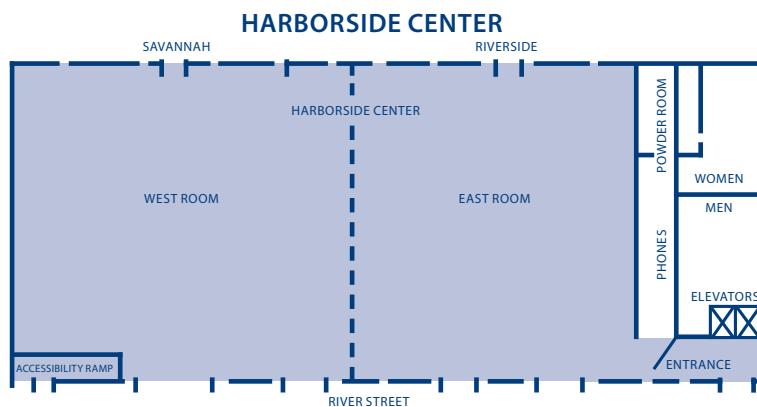 HARBORSIDE CENTER
SAVANNAH
RIVERSIDE
HARBORSIDE CENTER
POWDER ROOM
WEST ROOM
EAST ROOM
WOMEN
MEN
PHONES
ELEVATORS
ACCESSIBILITY RAMP
ENTRANCE
RIVER STREET